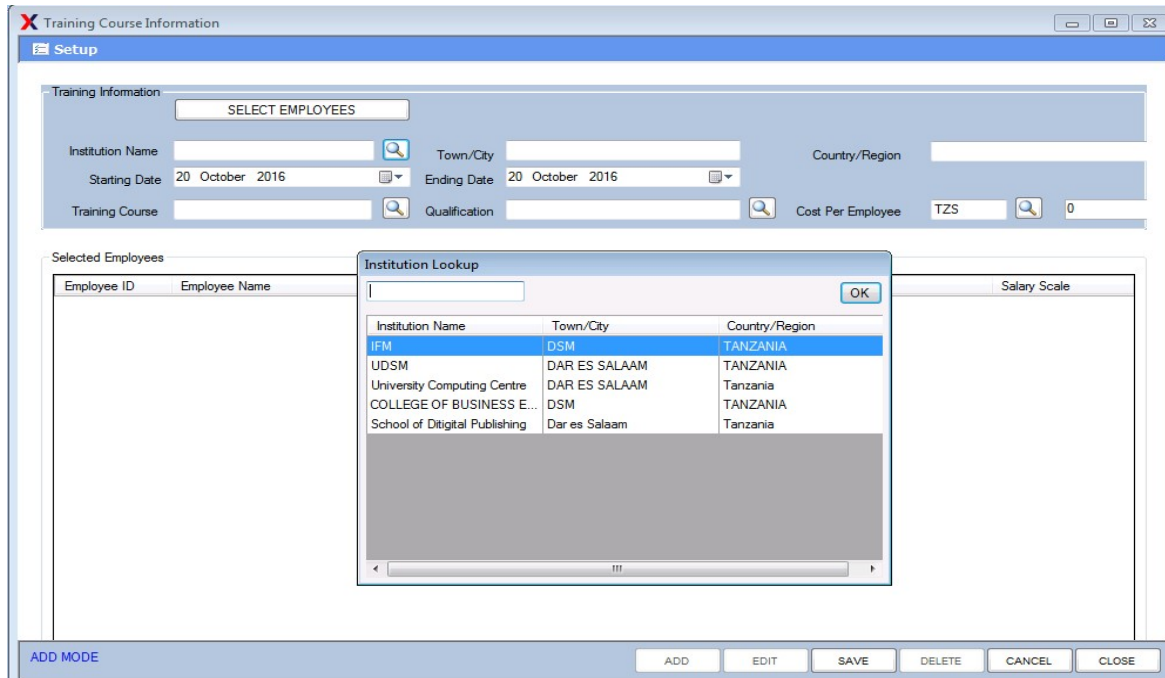 Training Course Information
Setup
Training Information
SELECT EMPLOYEES
Institution Name Town/City Country/Region
Starting Date 20 October 2016 Ending Date 20 October 2016
Training Course Qualification Cost Per Employee TZS 0
Selected Employees
Employee ID Employee Name Salary Scale
Institution Lookup
OK
Institution Name Town/City Country/Region
IFM DSM TANZANIA
UDSM DAR ES SALAAM TANZANIA
University Computing Centre DAR ES SALAAM Tanzania
COLLEGE OF BUSINESS E... DSM TANZANIA
School of Ditigital Publishing Dar es Salaam Tanzania
ADD MODE ADD EDIT SAVE DELETE CANCEL CLOSE